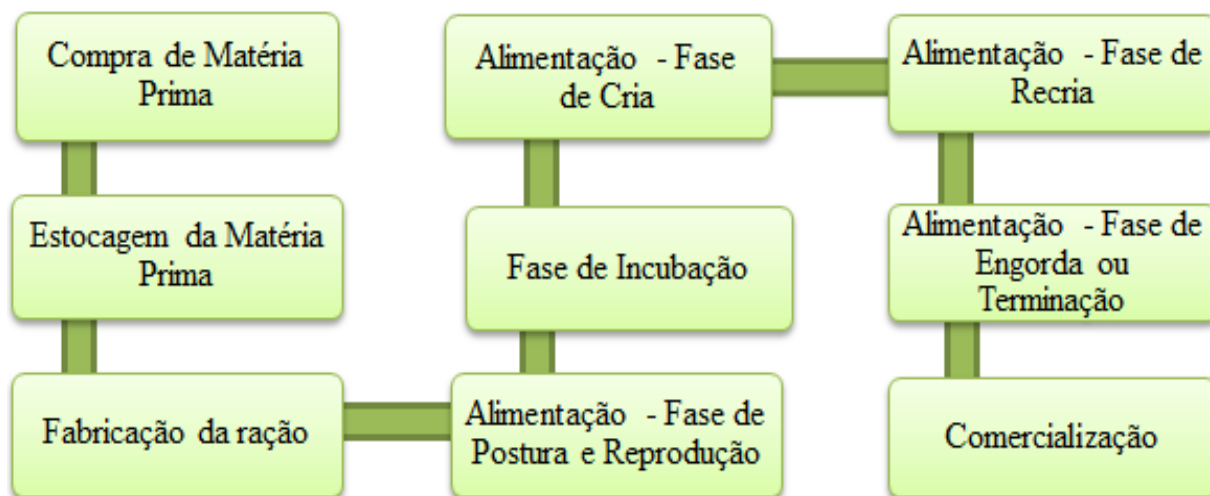 Compra de Matéria
Prima
Estocagem da Matéria
Prima
Fabricação da ração
Alimentação - Fase de
Postura e Reprodução
Fase de Incubação
Alimentação - Fase
de Cria
Alimentação - Fase de
Recria
Alimentação - Fase de
Engorda ou
Terminação
Comercialização